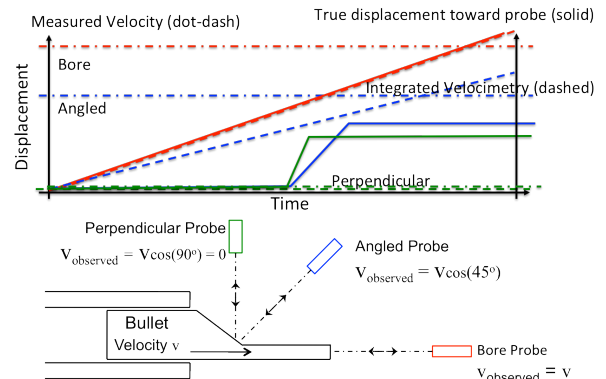 Measured Velocity (dot-dash)
True displacement toward probe (solid)
Bore
Integrated Velocimetry (dashed)
Angled
Displacement
Perpendicular
Time
Perpendicular Probe
Vobserved = Vcos(90º) = 0
Angled Probe
Vobserved = Vcos(45º)
Bullet
Velocity v
Bore Probe
Vobserved = v